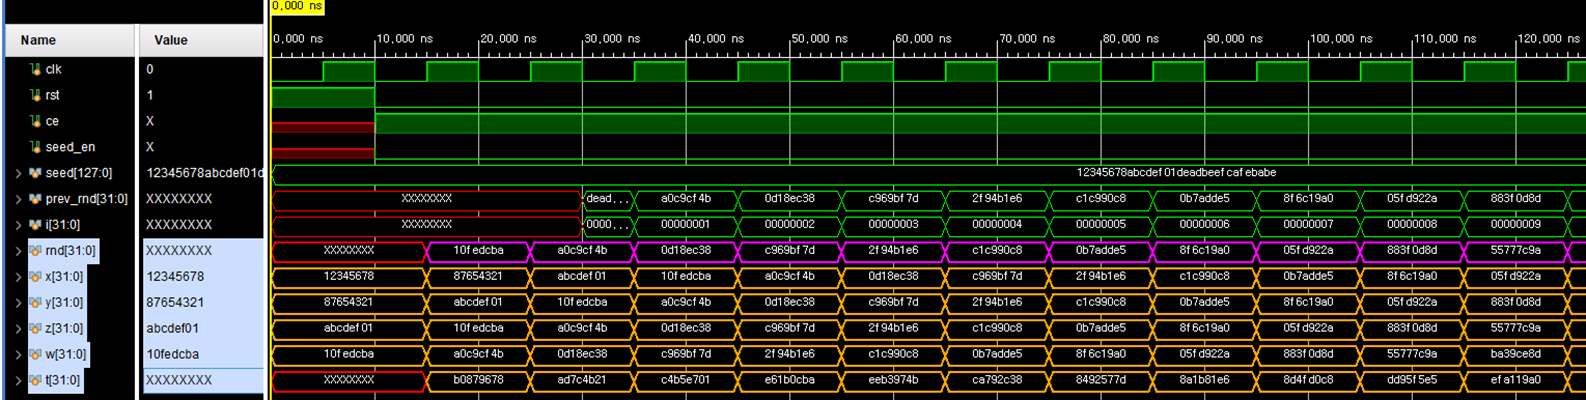 0,000 ns
Name Value 0,000 ns 10,000 ns 20,000 ns 30,000 ns 40,000 ns 50,000 ns 60,000 ns 70,000 ns 80,000 ns 90,000 ns 100,000 ns 110,000 ns 120,000 ns
clk 0
rst 1
ce X
seed_en X
seed[127:0] 12345678abcdef01d 12345678abcdef01deadbeefcafebabe
prev_rnd[31:0] XXXXXXXX XXXXXXXX dead... a0c9cf4b 0d18ec38 c969bf7d 2f94b1e6 c1c990c8 0b7adde5 8f6c19a0 05fd922a 883f0d8d
i[31:0] XXXXXXXX XXXXXXXX 0000... 00000001 00000002 00000003 00000004 00000005 00000006 00000007 00000008 00000009
rnd[31:0] XXXXXXXX XXXXXXXX 10fedcba a0c9cf4b 0d18ec38 c969bf7d 2f94b1e6 c1c990c8 0b7adde5 8f6c19a0 05fd922a 883f0d8d 55777c9a
x[31:0] 12345678 12345678 87654321 abcdef01 10fedcba a0c9cf4b 0d18ec38 c969bf7d 2f94b1e6 c1c990c8 0b7adde5 8f6c19a0 05fd922a
y[31:0] 87654321 87654321 abcdef01 10fedcba a0c9cf4b 0d18ec38 c969bf7d 2f94b1e6 c1c990c8 0b7adde5 8f6c19a0 05fd922a 883f0d8d
z[31:0] abcdef01 abcdef01 10fedcba a0c9cf4b 0d18ec38 c969bf7d 2f94b1e6 c1c990c8 0b7adde5 8f6c19a0 05fd922a 883f0d8d 55777c9a
w[31:0] 10fedcba 10fedcba a0c9cf4b 0d18ec38 c969bf7d 2f94b1e6 c1c990c8 0b7adde5 8f6c19a0 05fd922a 883f0d8d 55777c9a ba39ce8d
t[31:0] XXXXXXXX XXXXXXXX b0879678 ad7c4b21 c4b5e701 e61b0cba eeb3974b ca792c38 8492577d 8a1b81e6 8d4fd0c8 dd95f5e5 efa119a0